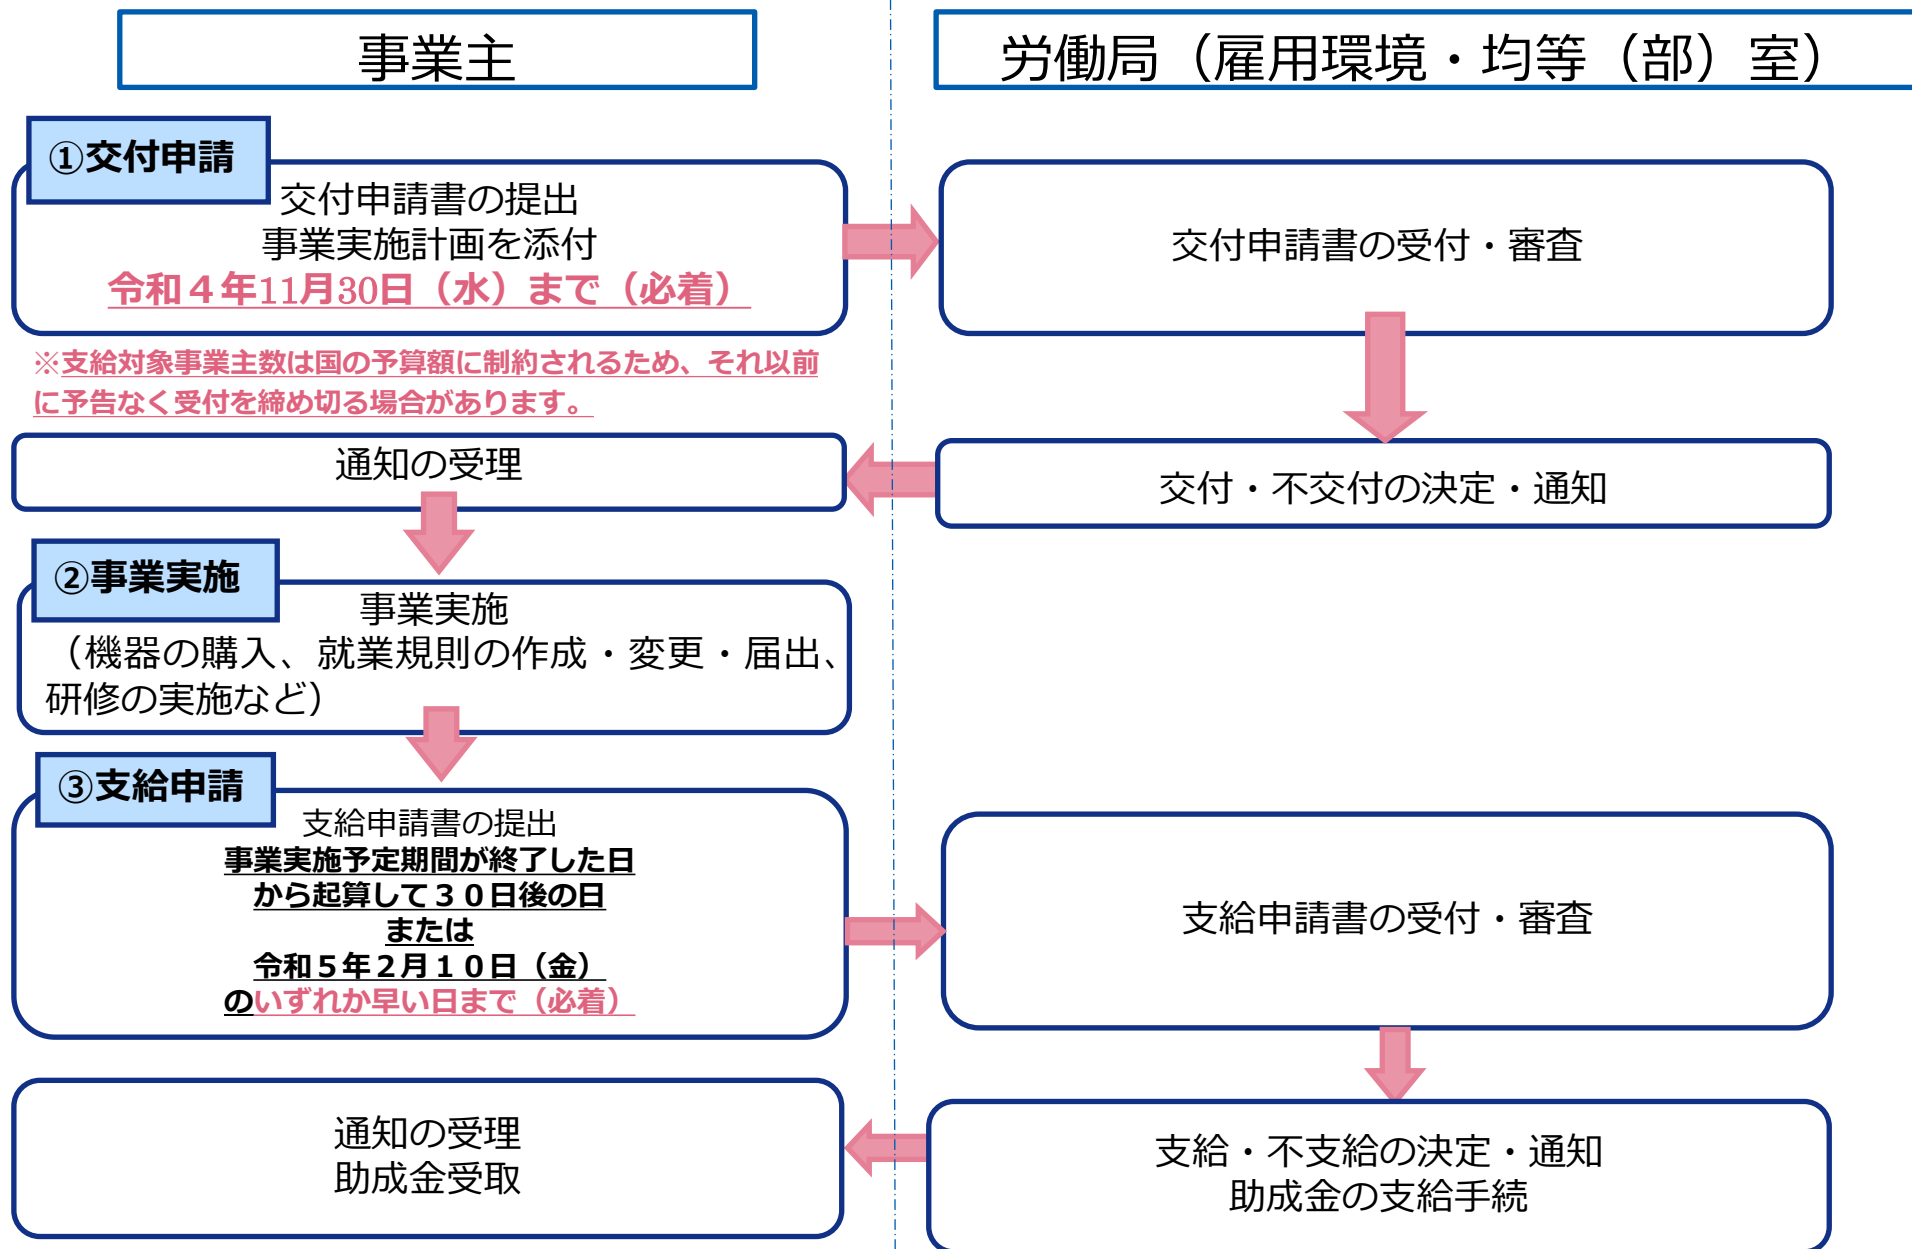 事業主
労働局（雇用環境・均等（部）室）
①交付申請
交付申請書の提出
事業実施計画を添付
令和４年11月30日（水）まで（必着）
交付申請書の受付・審査
※支給対象事業主数は国の予算額に制約されるため、それ以前
に予告なく受付を締め切る場合があります。
通知の受理
交付・不交付の決定・通知
②事業実施
事業実施
（機器の購入、就業規則の作成・変更・届出、
研修の実施など）
③支給申請
支給申請書の提出
事業実施予定期間が終了した日
から起算して３０日後の日
または
令和５年２月１０日（金）
のいずれか早い日まで（必着）
支給申請書の受付・審査
通知の受理
助成金受取
支給・不支給の決定・通知
助成金の支給手続